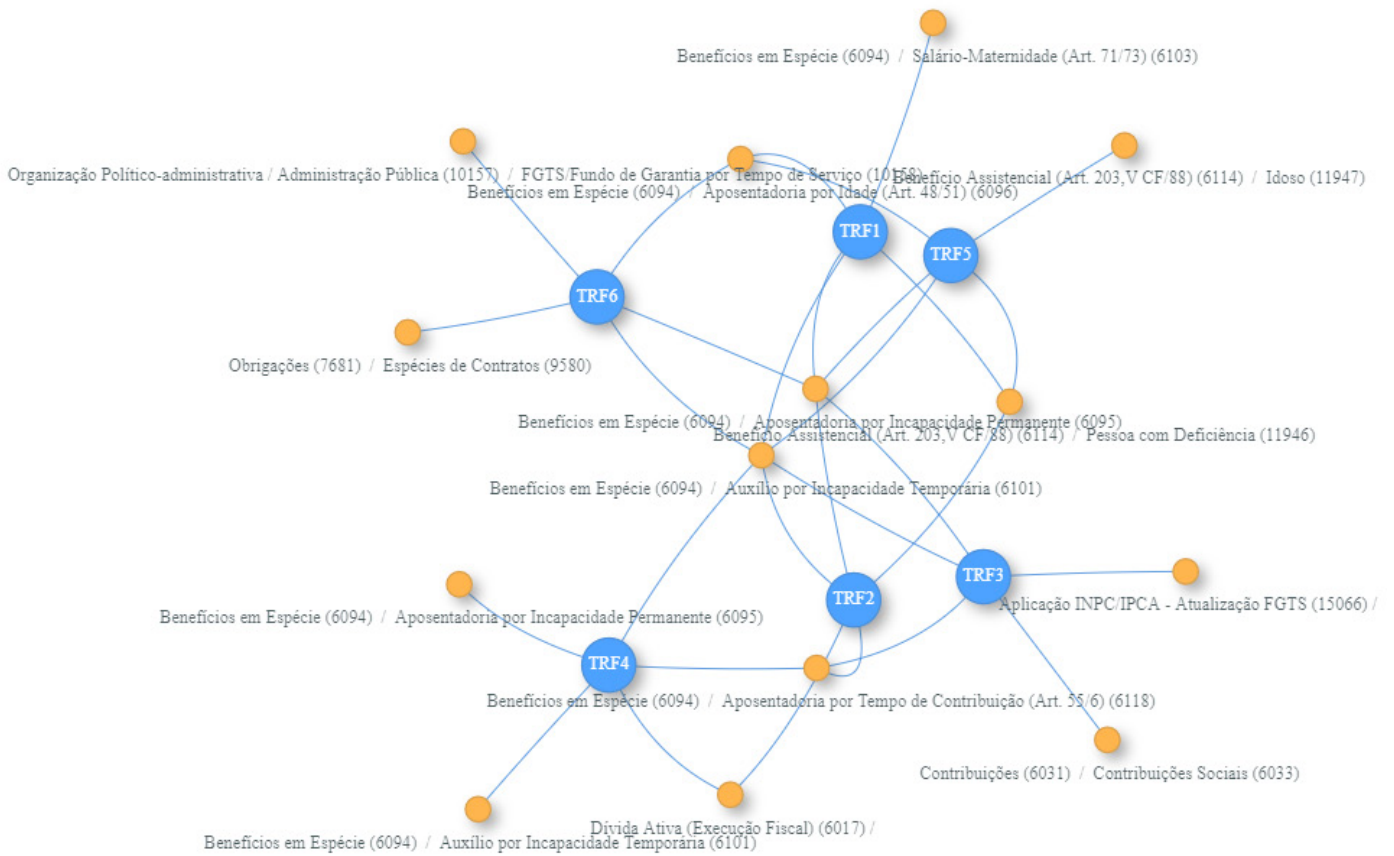 Benefícios em Espécie (6094) / Salário-Maternidade (Art. 71/73) (6103)
Organização Político-administrativa / Administração Pública (10157) / FGTS/Fundo de Garantia por Tempo de Serviço (10158)
Benefício Assistencial (Art. 203,V CF/88) (6114) / Idoso (11947)
Benefícios em Espécie (6094) / Aposentadoria por Idade (Art. 48/51) (6096)
TRF1
TRF5
TRF6
Obrigações (7681) / Espécies de Contratos (9580)
Benefícios em Espécie (6094) / Aposentadoria por Incapacidade Permanente (6095)
Benefício Assistencial (Art. 203,V CF/88) (6114) / Pessoa com Deficiência (11946)
Benefícios em Espécie (6094) / Auxílio por Incapacidade Temporária (6101)
TRF3
TRF2
Aplicação INPC/IPCA - Atualização FGTS (15066) /
Benefícios em Espécie (6094) / Aposentadoria por Incapacidade Permanente (6095)
TRF4
Benefícios em Espécie (6094) / Aposentadoria por Tempo de Contribuição (Art. 55/6) (6118)
Contribuições (6031) / Contribuições Sociais (6033)
Dívida Ativa (Execução Fiscal) (6017) /
Benefícios em Espécie (6094) / Auxílio por Incapacidade Temporária (6101)